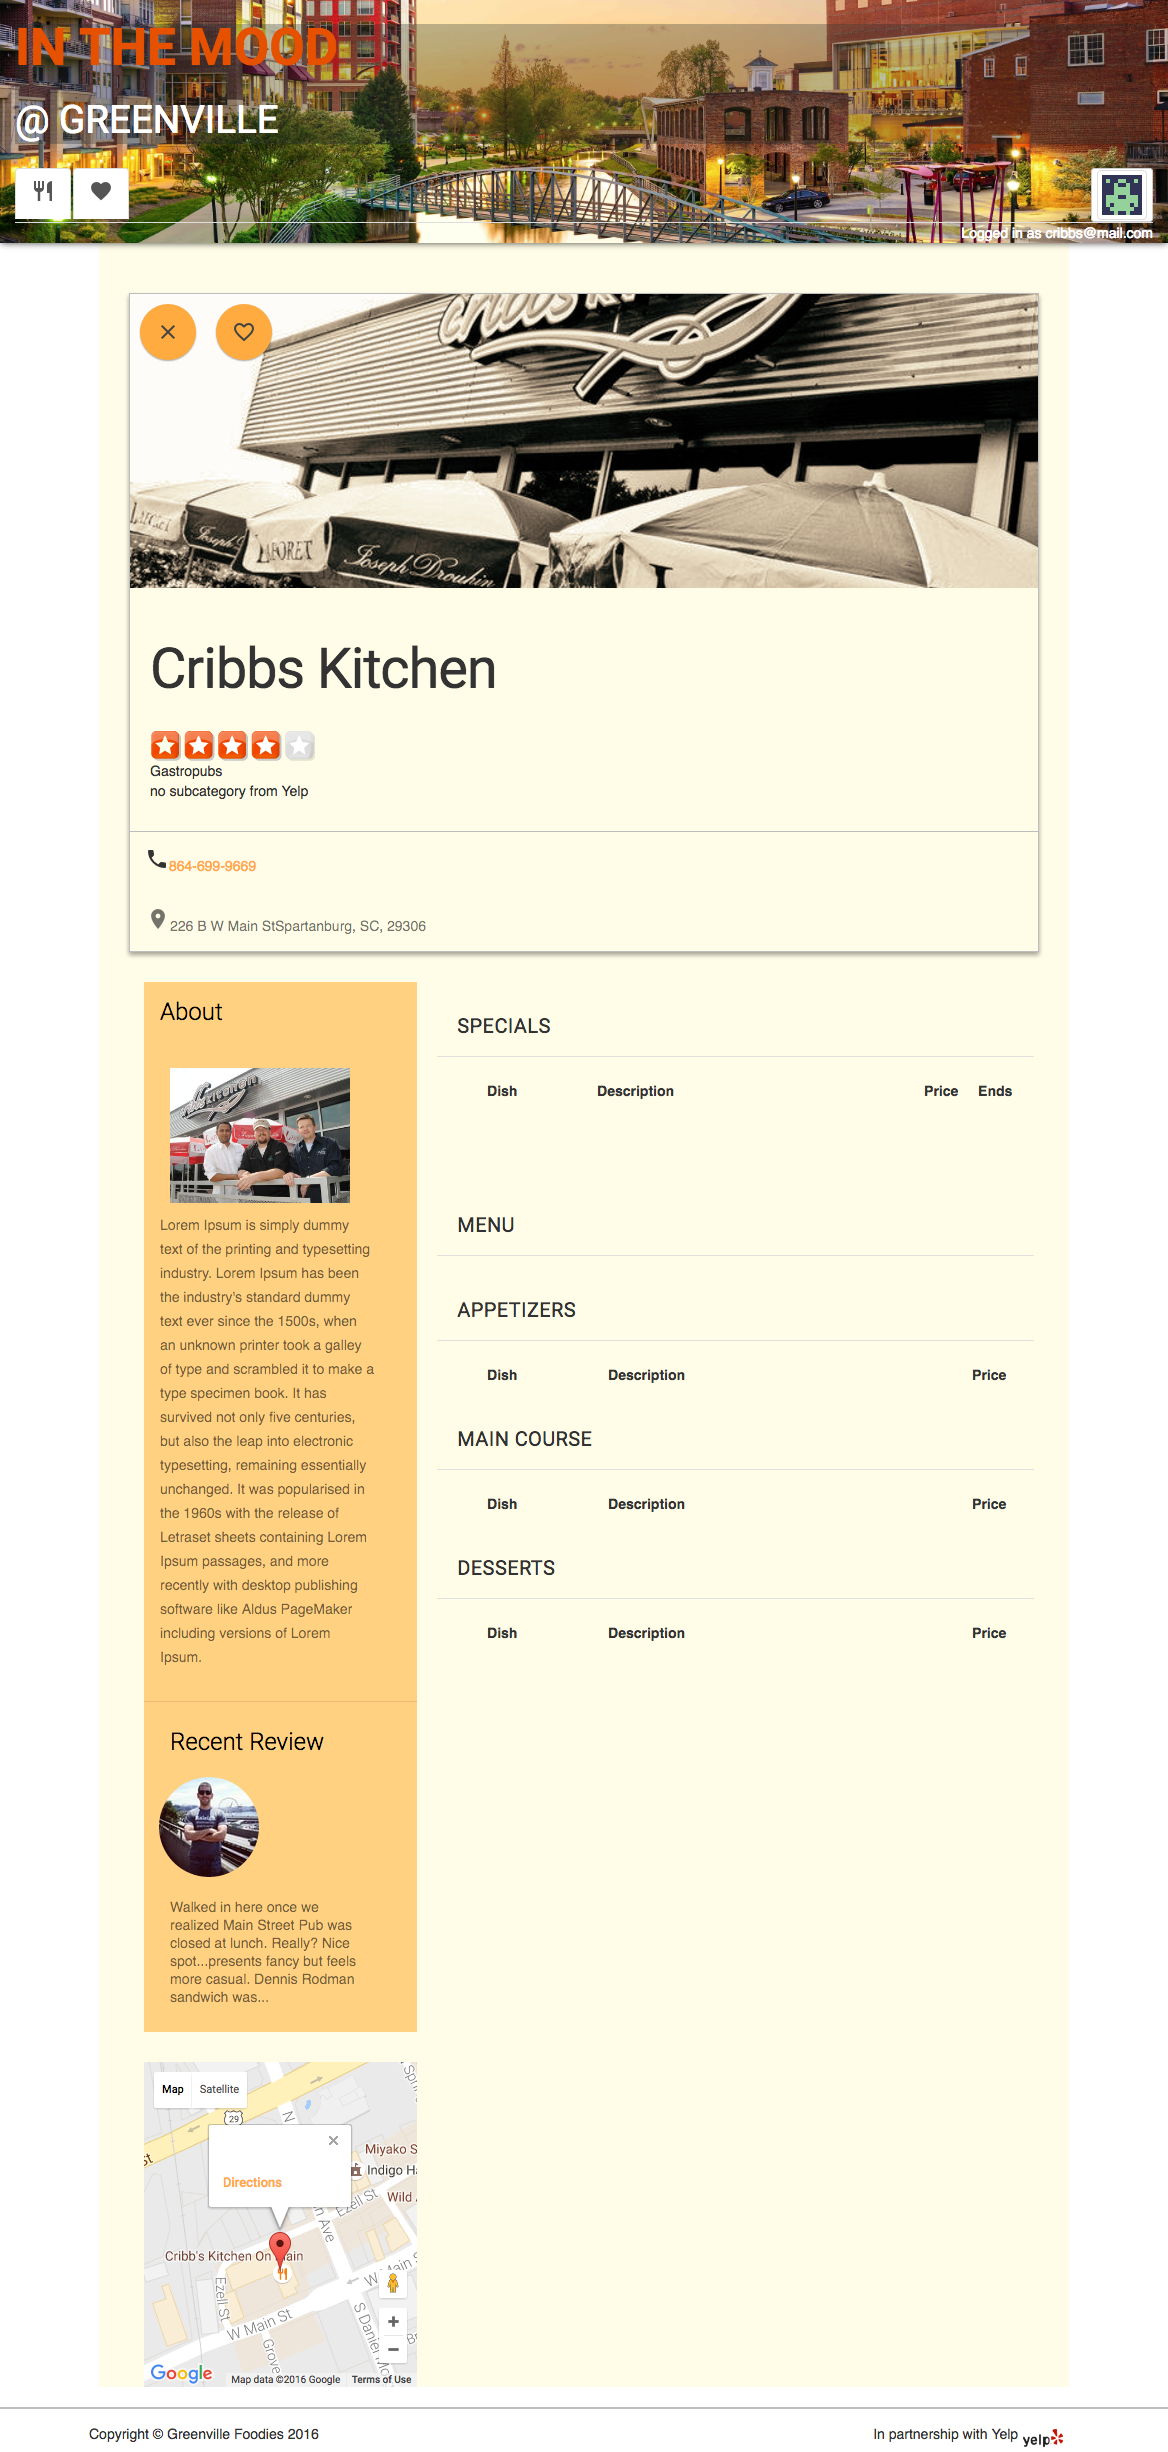 IN THE MOOD
@ GREENVILLE
Logged in as cribbs@mail.com
LAFORET
Joseph Drouhin
Cribbs Kitchen
Gastropubs
no subcategory from Yelp
864-699-9669
226 B W Main StSpartanburg, SC, 29306
About
Lorem Ipsum is simply dummy
text of the printing and typesetting
industry. Lorem Ipsum has been
the industry's standard dummy
text ever since the 1500s, when
an unknown printer took a galley
of type and scrambled it to make a
type specimen book. It has
survived not only five centuries,
but also the leap into electronic
typesetting, remaining essentially
unchanged. It was popularised in
the 1960s with the release of
Letraset sheets containing Lorem
Ipsum passages, and more
recently with desktop publishing
software like Aldus PageMaker
including versions of Lorem
Ipsum.
Recent Review
Walked in here once we
realized Main Street Pub was
closed at lunch. Really? Nice
spot...presents fancy but feels
more casual. Dennis Rodman
sandwich was...
SPECIALS
Dish Description Price Ends
MENU
APPETIZERS
Dish Description Price
MAIN COURSE
Dish Description Price
DESSERTS
Dish Description Price
Map Satellite
29
Directions
Miyako S
Indigo H
Wild
Ezell St
Cribb's Kitchen On Main
Ezell St
W Main St
W Main St
S Daniel Mo
Grove
Google
Map data ©2016 Google Terms of Use
Copyright © Greenville Foodies 2016
In partnership with Yelp yelp